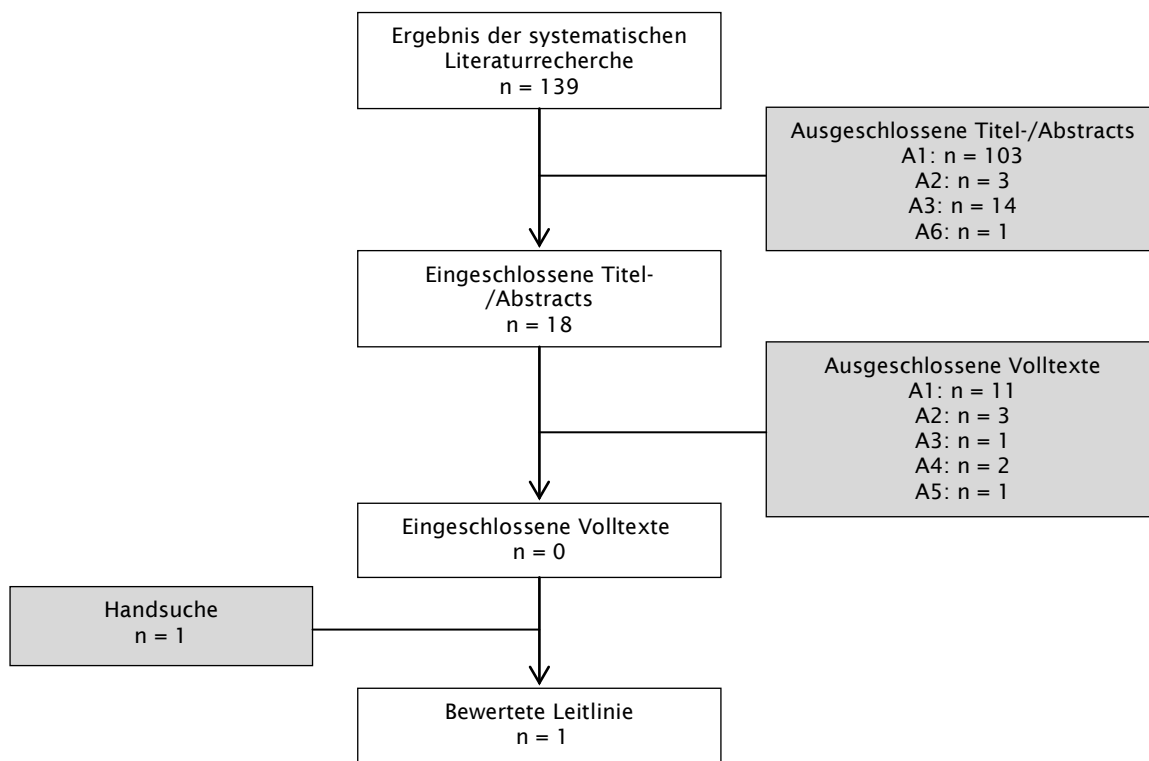 Ergebnis der systematischen
Literaturrecherche
n = 139
Ausgeschlossene Titel-/Abstracts
A1: n = 103
A2: n = 3
A3: n = 14
A6: n = 1
Eingeschlossene Titel-
/Abstracts
n = 18
Ausgeschlossene Volltexte
A1: n = 11
A2: n = 3
A3: n = 1
A4: n = 2
A5: n = 1
Eingeschlossene Volltexte
n = 0
Handsuche
n = 1
Bewertete Leitlinie
n = 1